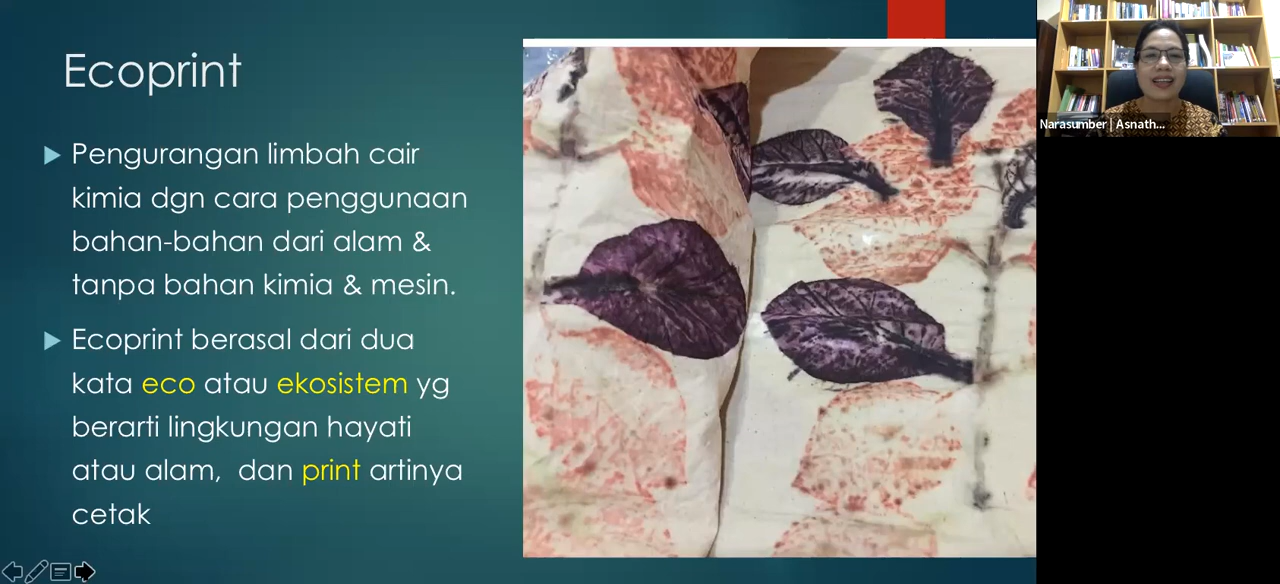 Ecoprint
Pengurangan limbah cair
kimia dgn cara penggunaan
bahan-bahan dari alam &
tanpa bahan kimia & mesin.
Ecoprint berasal dari dua
kata eco atau ekosistem yg
berarti lingkungan hayati
atau alam,  dan print artinya
cetak
Narasumber | Asnath...